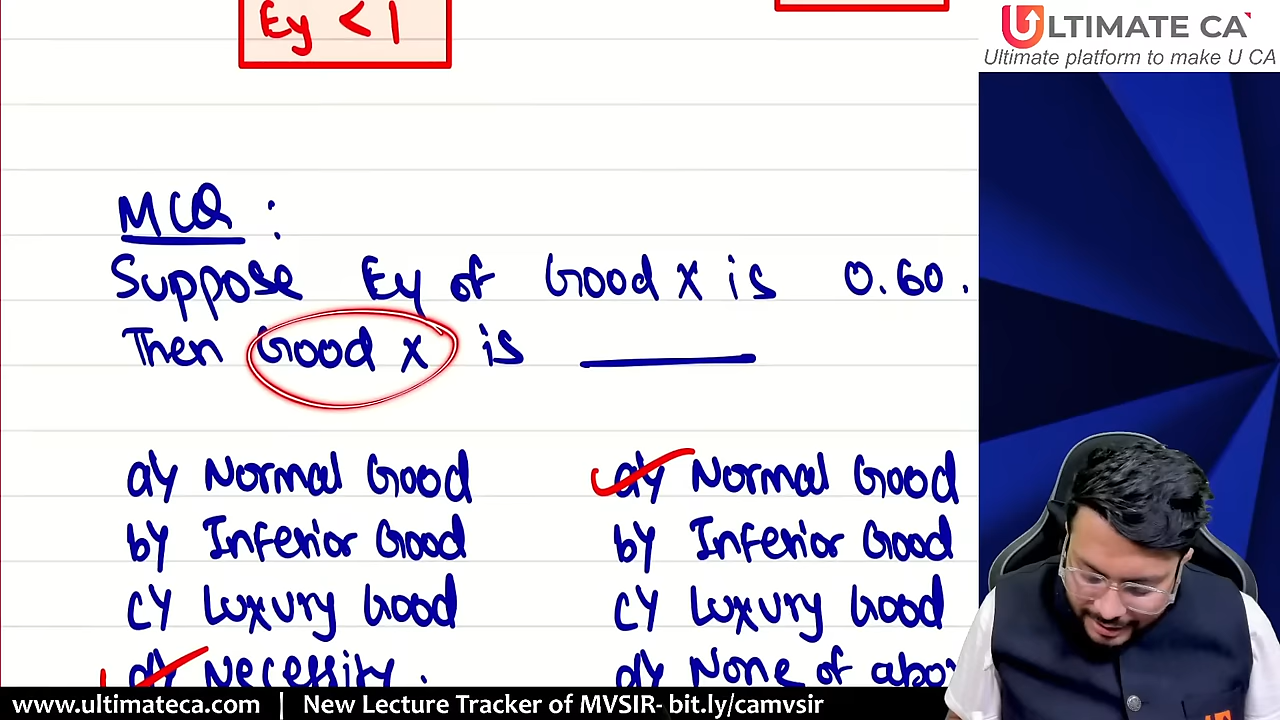 Ey < 1
ULTIMATE CA
Ultimate platform to make U CA
MCQ :
Suppose Ey of Good X is 0.60.
Then Good X is
a) Normal Good
b) Inferior Good
c) Luxury Good
d) Necessity.
a) Normal Good
b) Inferior Good
c) Luxury Good
d) None of abo
www.ultimateca.com | New Lecture Tracker of MVSIR- bit.ly/camvsir